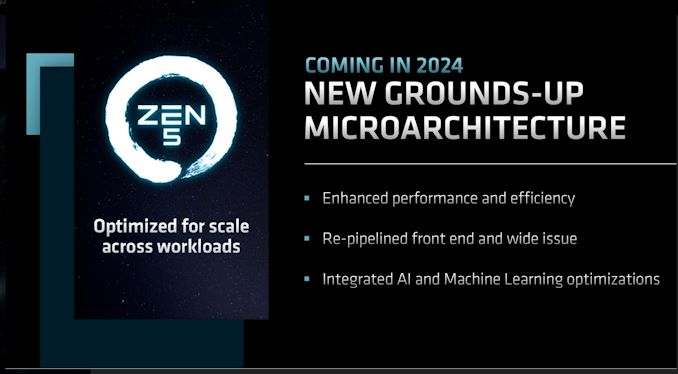 ZEN
5
Optimized for scale
across workloads
COMING IN 2024
NEW GROUNDS-UP
MICROARCHITECTURE
Enhanced performance and efficiency
Re-pipelined front end and wide issue
Integrated AI and Machine Learning optimizations